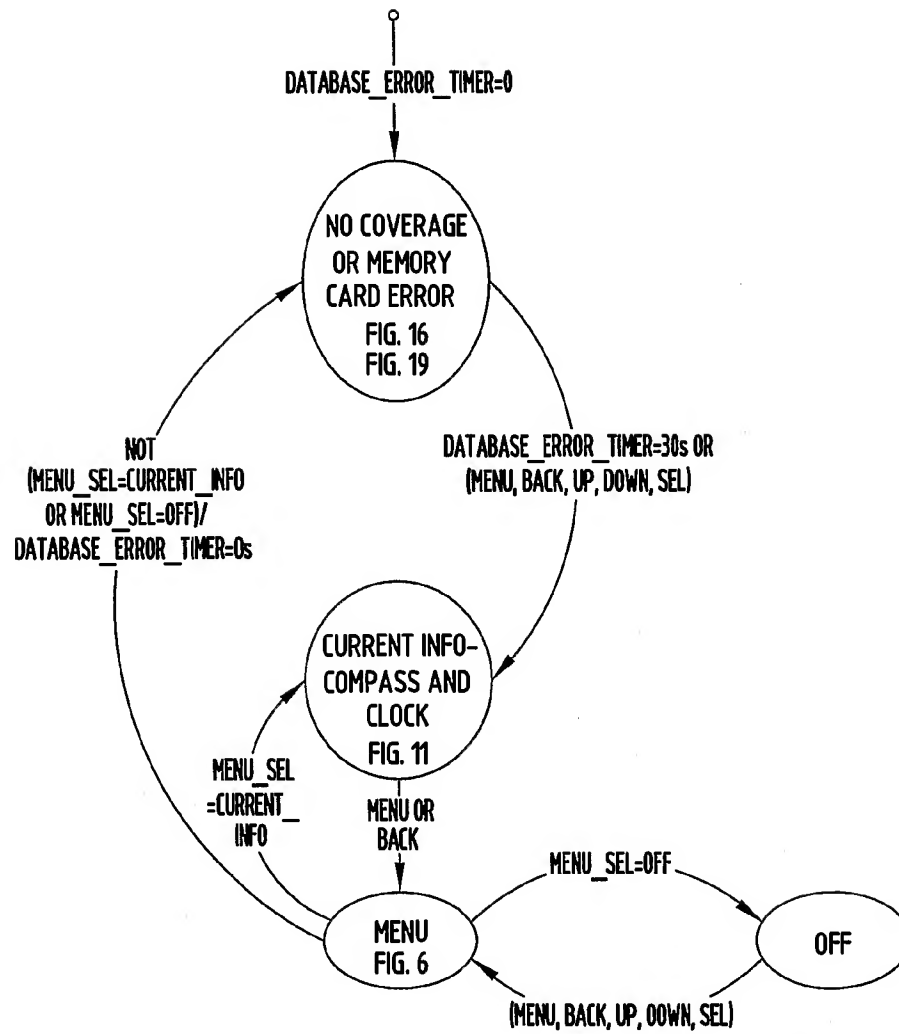 DATABASE_ERROR_TIMER=0
NO COVERAGE
OR MEMORY
CARD ERROR
FIG. 16
FIG. 19
NOT
(MENU_SEL=CURRENT_INFO
OR MENU_SEL=OFF)/
DATABASE_ERROR_TIMER=0s
DATABASE_ERROR_TIMER=30s OR
(MENU, BACK, UP, DOWN, SEL)
CURRENT INFO-
COMPASS AND
CLOCK
FIG. 11
MENU_SEL
=CURRENT_
INFO
MENU OR
BACK
MENU_SEL=OFF
MENU
FIG. 6
OFF
(MENU, BACK, UP, DOWN, SEL)